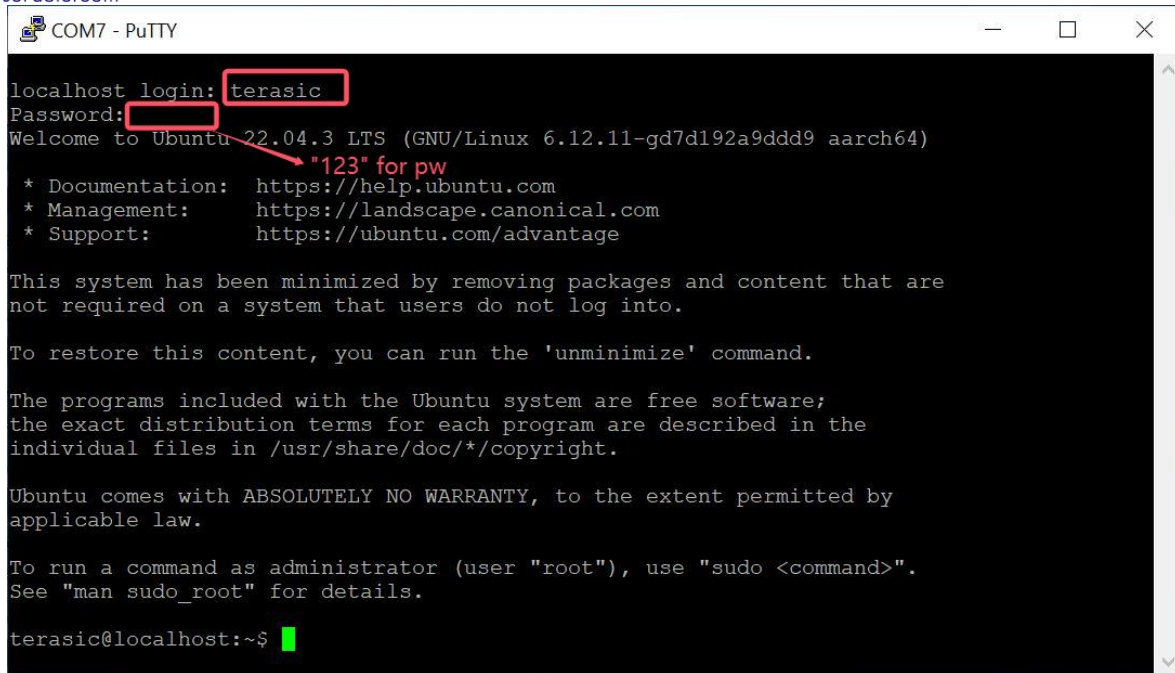 COM7 - PuTTY
localhost login: terasic
Password:
Welcome to Ubuntu 22.04.3 LTS (GNU/Linux 6.12.11-gd7d192a9ddd9 aarch64)
"123" for pw
* Documentation:  https://help.ubuntu.com
* Management:     https://landscape.canonical.com
* Support:        https://ubuntu.com/advantage
This system has been minimized by removing packages and content that are
not required on a system that users do not log into.
To restore this content, you can run the 'unminimize' command.
The programs included with the Ubuntu system are free software;
the exact distribution terms for each program are described in the
individual files in /usr/share/doc/*/copyright.
Ubuntu comes with ABSOLUTELY NO WARRANTY, to the extent permitted by
applicable law.
To run a command as administrator (user "root"), use "sudo <command>".
See "man sudo_root" for details.
terasic@localhost:~$